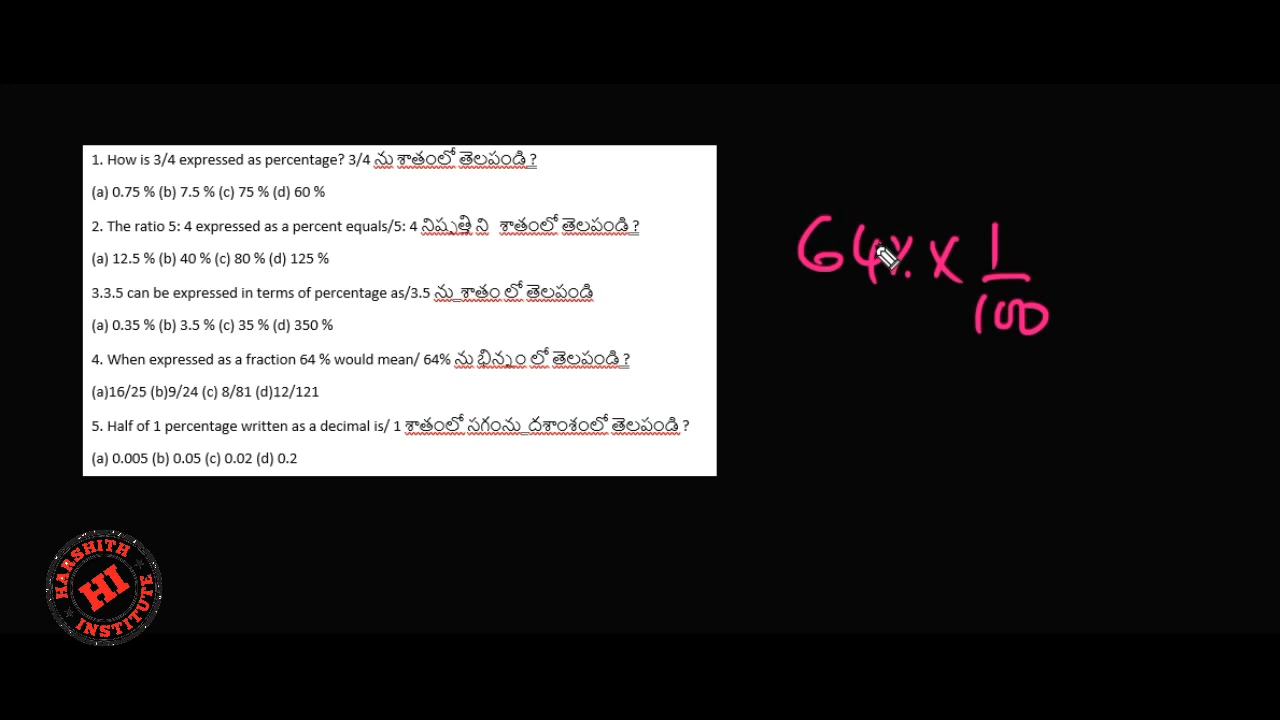 1. How is 3/4 expressed as percentage? 3/4 ను శాతంలో తెలపండి ?
(a) 0.75 % (b) 7.5 % (c) 75 % (d) 60 %
2. The ratio 5: 4 expressed as a percent equals/5: 4 నిష్పత్తి ని శాతంలో తెలపండి ?
(a) 12.5 % (b) 40 % (c) 80 % (d) 125 %
3.3.5 can be expressed in terms of percentage as/3.5 ను శాతం లో తెలపండి
(a) 0.35 % (b) 3.5 % (c) 35 % (d) 350 %
4. When expressed as a fraction 64 % would mean/ 64% ను భిన్నం లో తెలపండి ?
(a)16/25 (b)9/24 (c) 8/81 (d)12/121
5. Half of 1 percentage written as a decimal is/ 1 శాతంలో సగంను దశాంశంలో తెలపండి ?
(a) 0.005 (b) 0.05 (c) 0.02 (d) 0.2
64% x 1
100
HARSHITH
HI
INSTITUTE